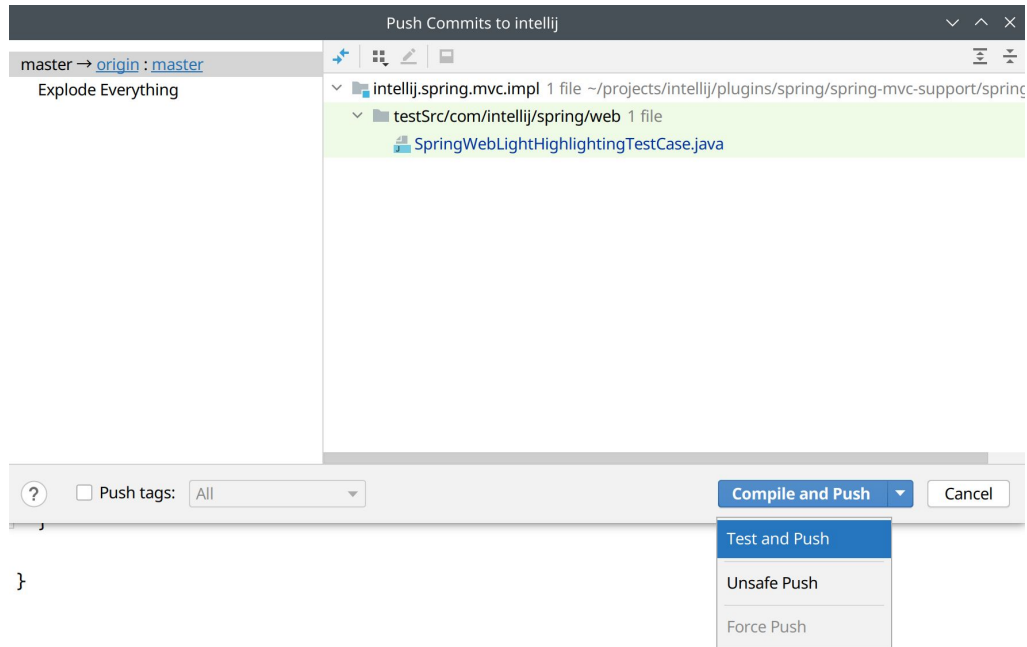 Push Commits to intellij
master → origin : master
Explode Everything
intellij.spring.mvc.impl 1 file ~/projects/intellij/plugins/spring/spring-mvc-support/spring
testSrc/com/intellij/spring/web 1 file
SpringWebLightHighlightingTestCase.java
? Push tags: All
Compile and Push
Cancel
Test and Push
}
Unsafe Push
Force Push